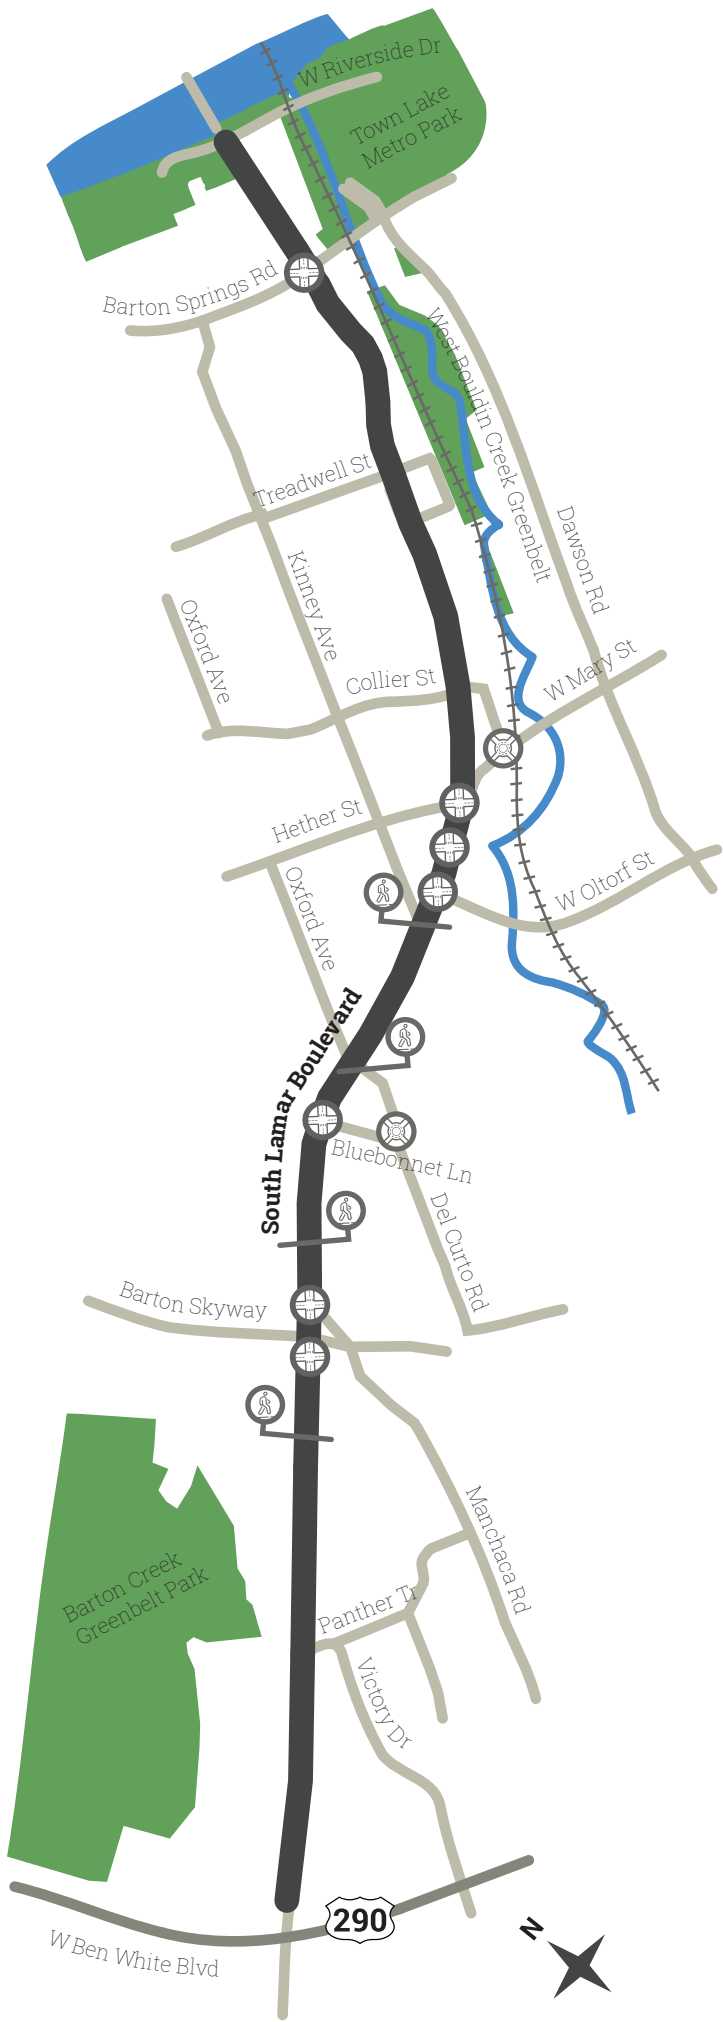 W Riverside Dr
Town Lake
Metro Park
Barton Springs Rd
West Bouldin Creek Greenbelt
Treadwell St
Dawson Rd
Kinney Ave
Oxford Ave
W Mary St
Collier St
Hether St
W Oltorf St
Oxford Ave
South Lamar Boulevard
Bluebonnet Ln
Del Curto Rd
Barton Skyway
Manchaca Rd
Barton Creek
Greenbelt Park
Panther Tr
Victory Dr
290
N
W Ben White Blvd